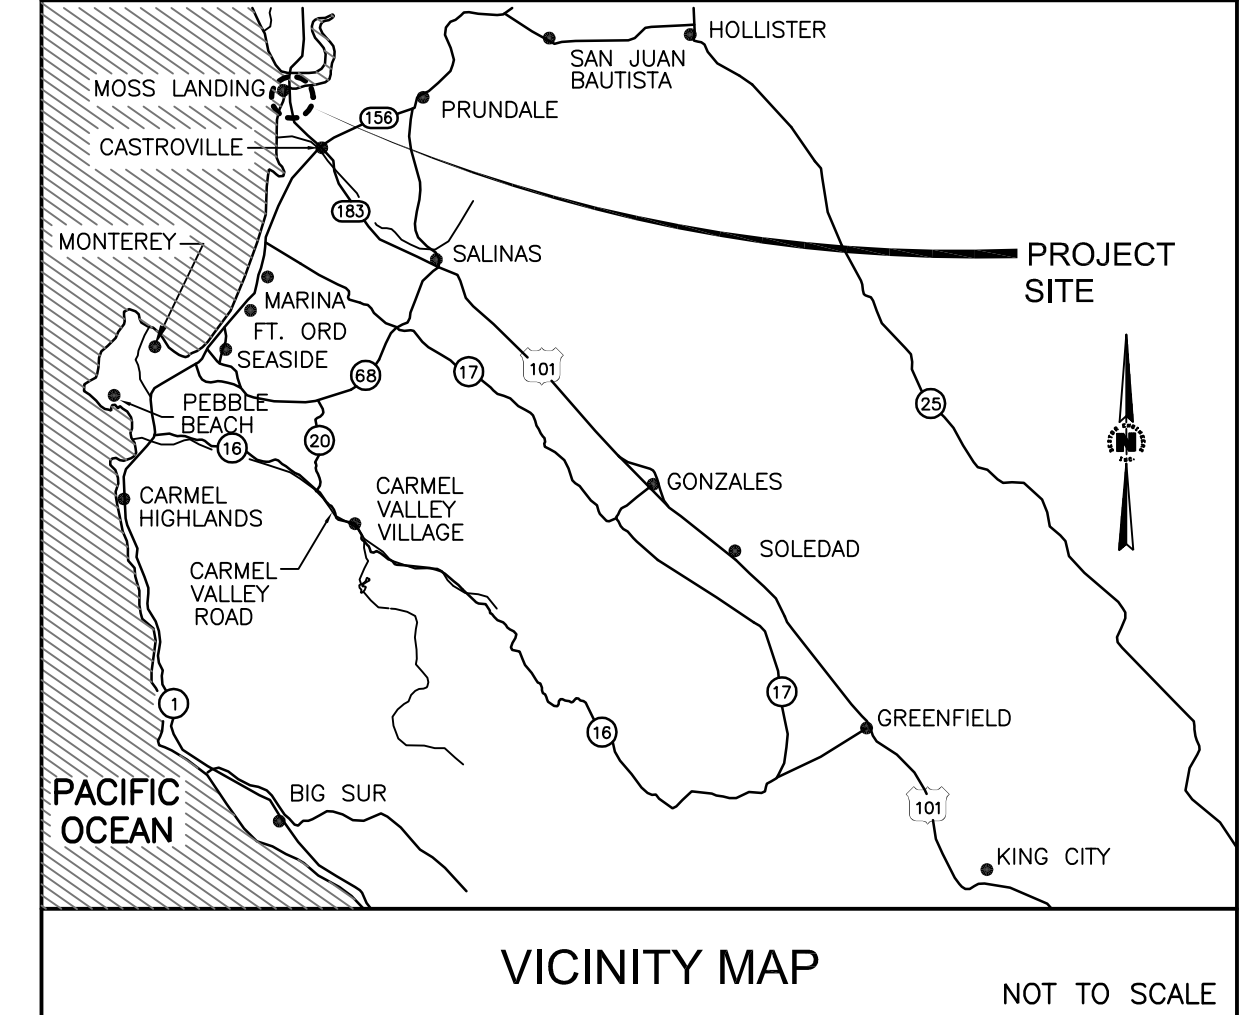 HOLLISTER
SAN JUAN
BAUTISTA
MOSS LANDING
PRUNDALE
156
CASTROVILLE
183
MONTEREY
SALINAS
PROJECT
SITE
MARINA
FT. ORD
SEASIDE
68
17
101
25
PEBBLE
BEACH
16
20
N
INC.
GONZALES
CARMEL
VALLEY
VILLAGE
CARMEL
HIGHLANDS
SOLEDAD
CARMEL
VALLEY
ROAD
1
17
16
GREENFIELD
PACIFIC
OCEAN
BIG SUR
101
KING CITY
VICINITY MAP
NOT TO SCALE